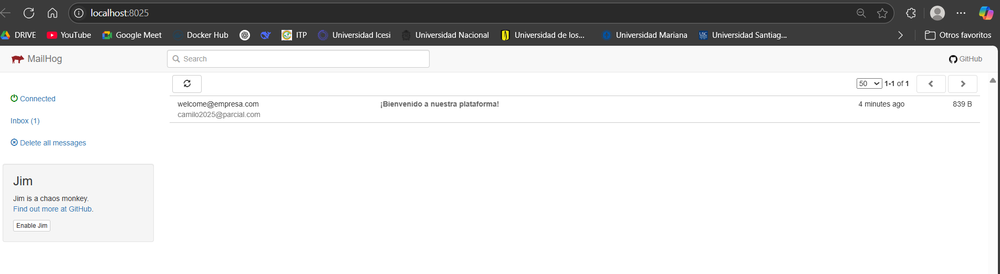 localhost:8025
DRIVE YouTube Google Meet Docker Hub ITP Universidad Icesi Universidad Nacional Universidad de los... Universidad Mariana Universidad Santiag... Otros favoritos
MailHog Search GitHub
50 1-1 of 1
Connected
Inbox (1)
Delete all messages
welcome@empresa.com ¡Bienvenido a nuestra plataforma! 4 minutes ago 839 B
camilo2025@parcial.com
Jim
Jim is a chaos monkey.
Find out more at GitHub.
Enable Jim